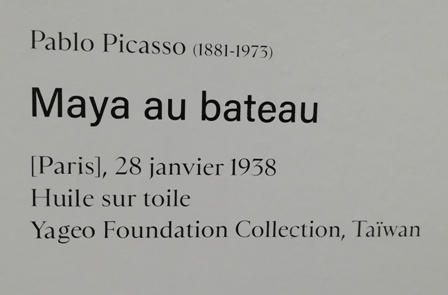 Pablo Picasso (1881-1973)
Maya au bateau
[Paris], 28 janvier 1938
Huile sur toile
Yageo Foundation Collection, Taïwan